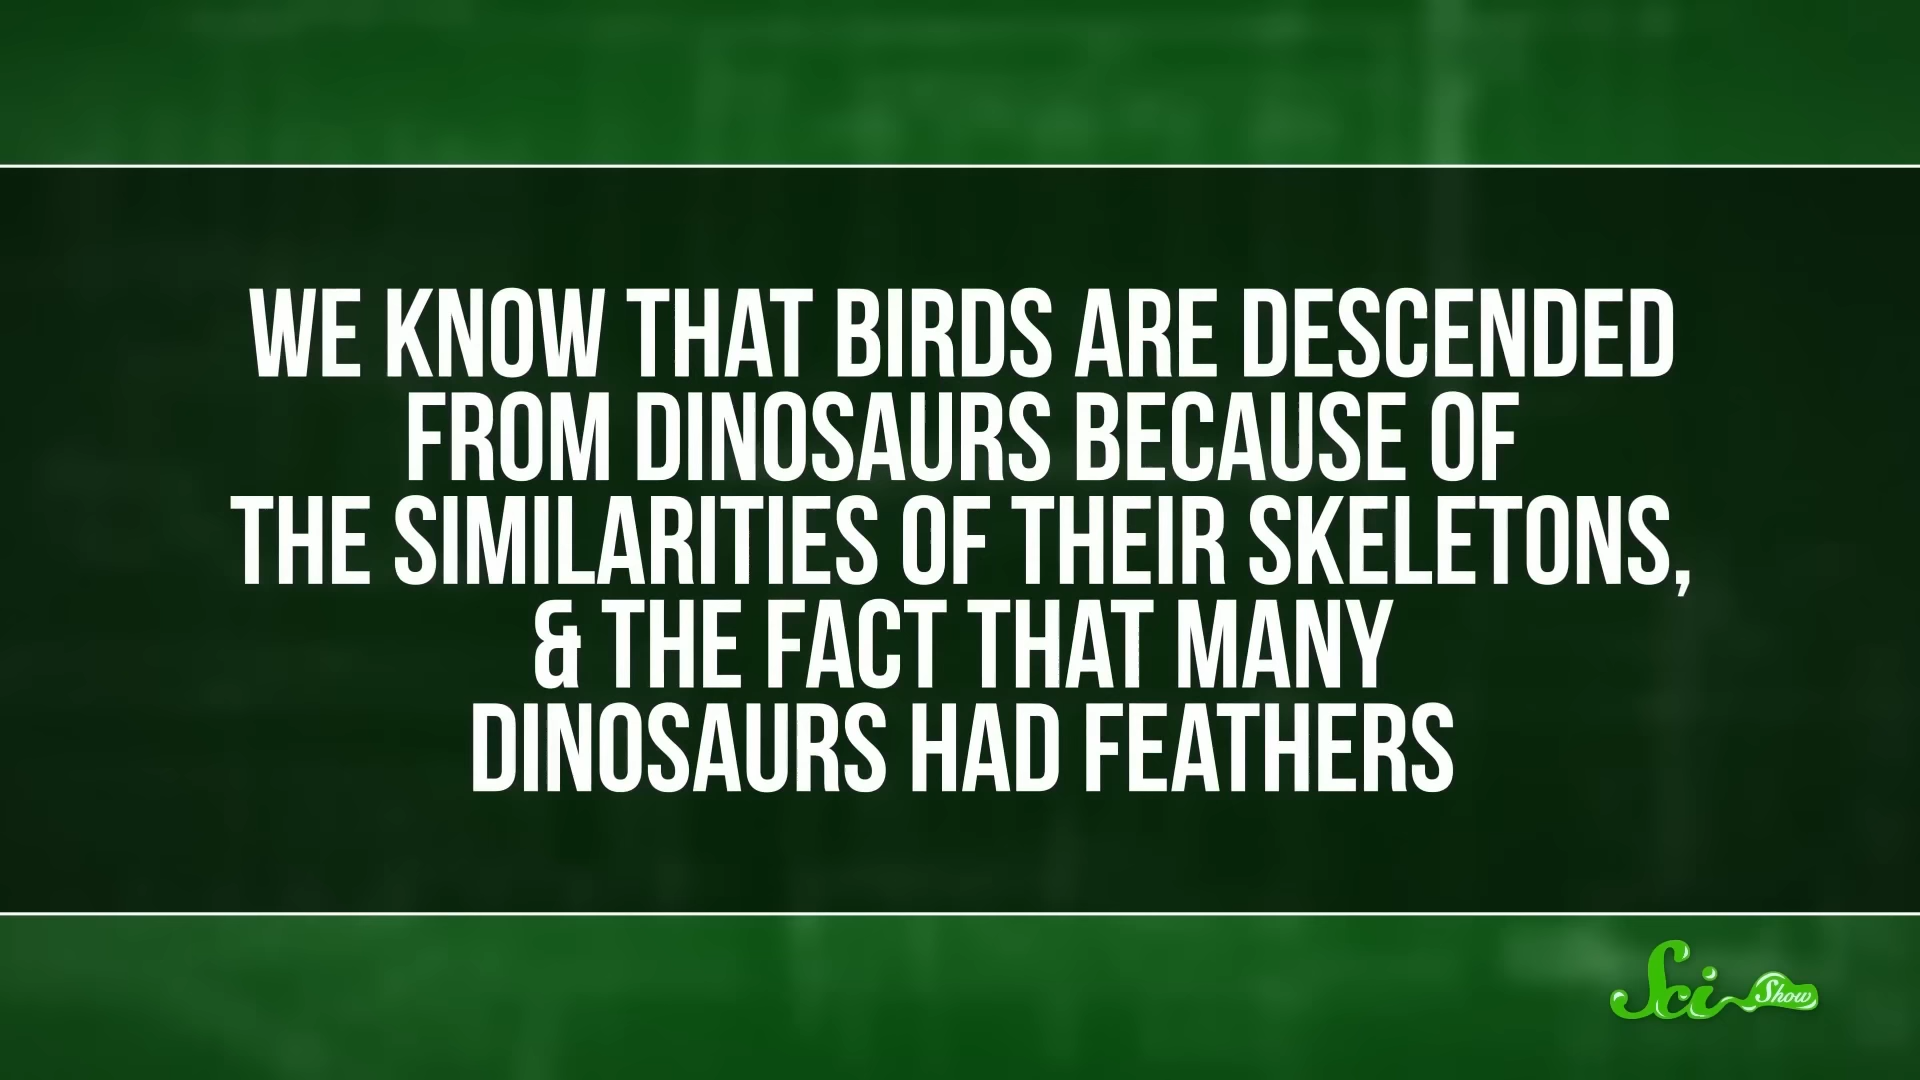 WE KNOW THAT BIRDS ARE DESCENDED
FROM DINOSAURS BECAUSE OF
THE SIMILARITIES OF THEIR SKELETONS,
& THE FACT THAT MANY
DINOSAURS HAD FEATHERS
Sci Show